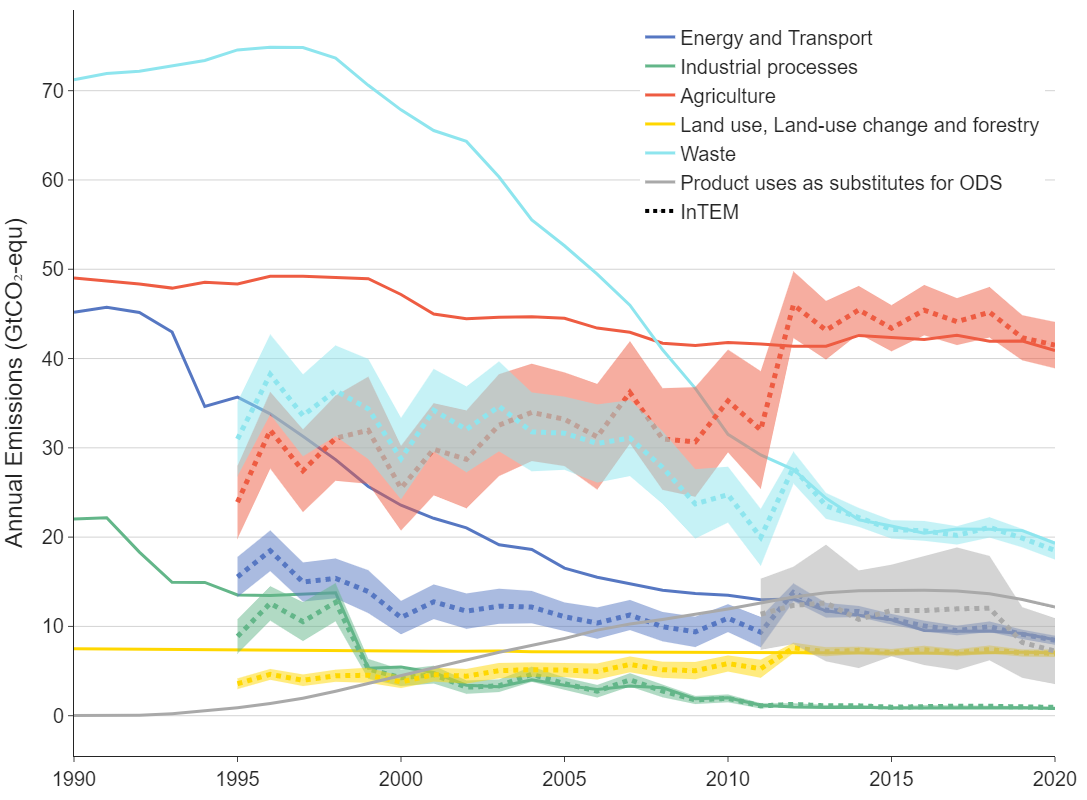 Annual Emissions (GtCO₂-equ)
70
60
50
40
30
20
10
0
1990 1995 2000 2005 2010 2015 2020
Energy and Transport
Industrial processes
Agriculture
Land use, Land-use change and forestry
Waste
Product uses as substitutes for ODS
InTEM